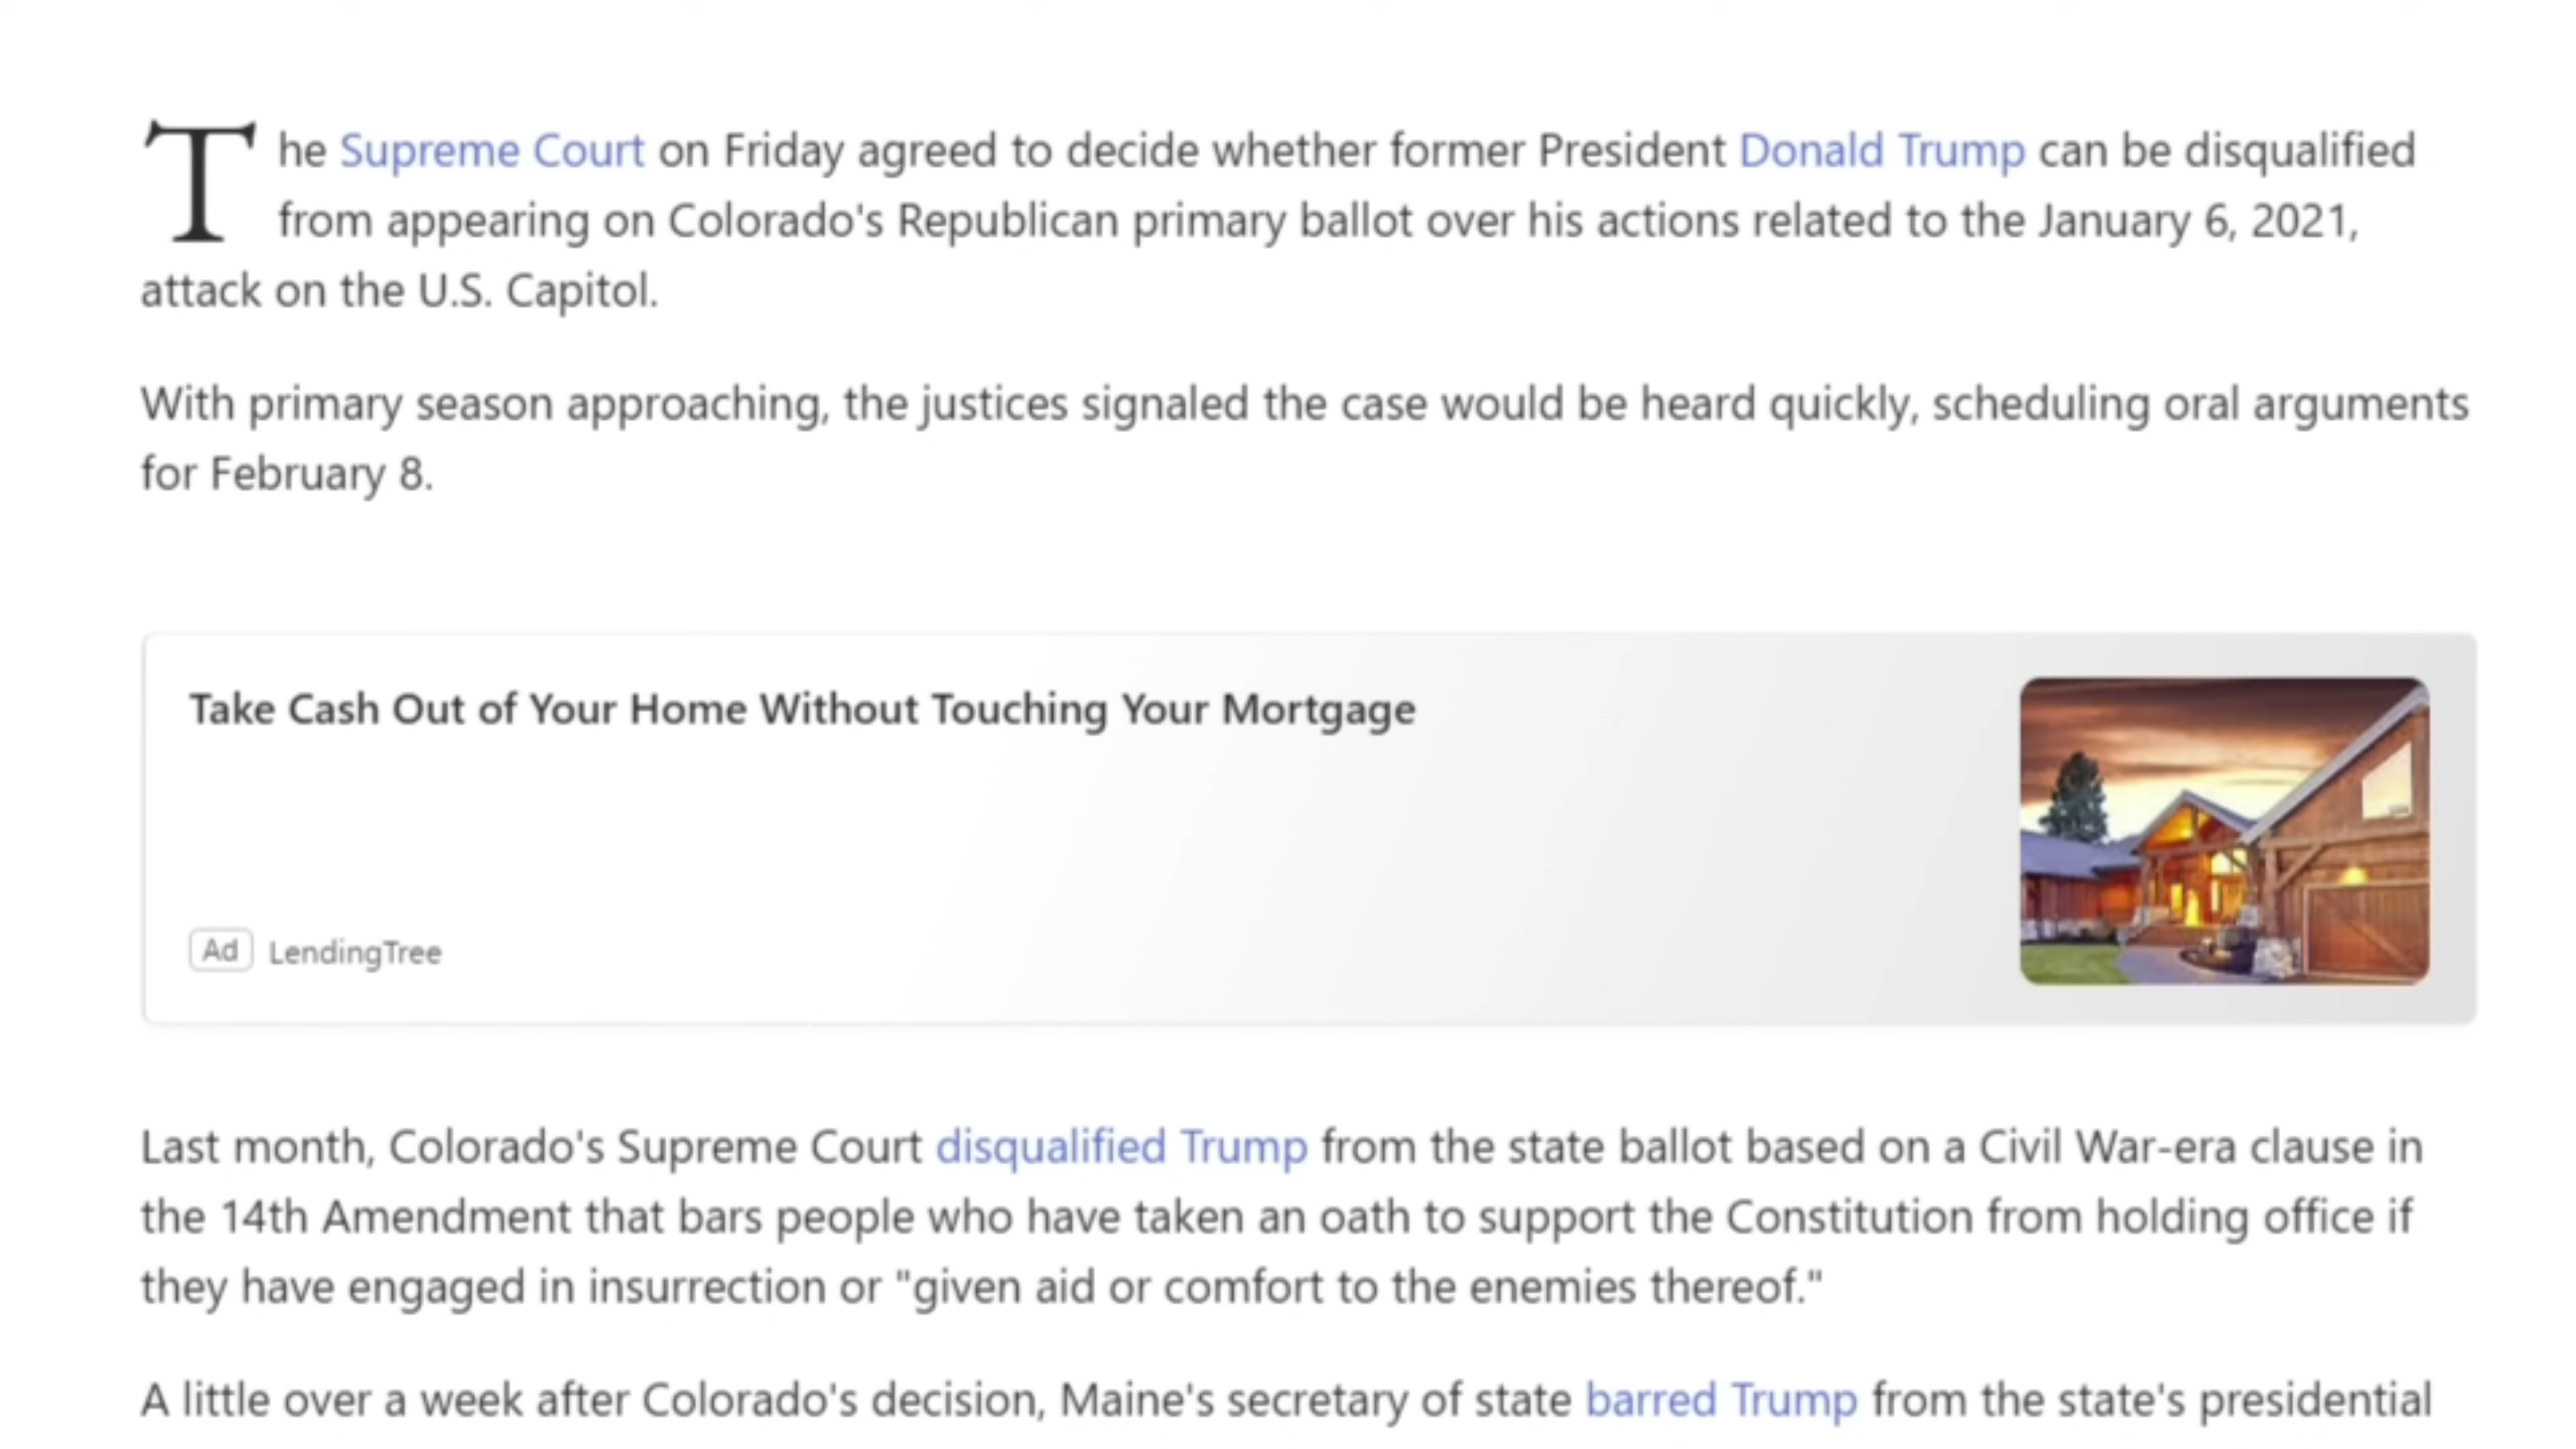 The Supreme Court on Friday agreed to decide whether former President Donald Trump can be disqualified
from appearing on Colorado's Republican primary ballot over his actions related to the January 6, 2021,
attack on the U.S. Capitol.
With primary season approaching, the justices signaled the case would be heard quickly, scheduling oral arguments
for February 8.
Take Cash Out of Your Home Without Touching Your Mortgage
Ad LendingTree
Last month, Colorado's Supreme Court disqualified Trump from the state ballot based on a Civil War-era clause in
the 14th Amendment that bars people who have taken an oath to support the Constitution from holding office if
they have engaged in insurrection or "given aid or comfort to the enemies thereof."
A little over a week after Colorado's decision, Maine's secretary of state barred Trump from the state's presidential